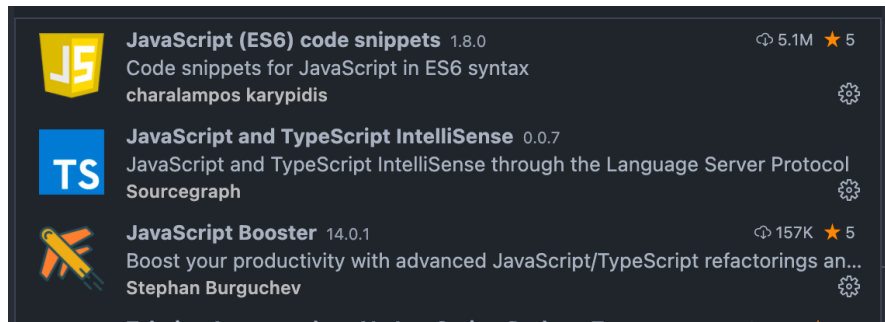 JS
JavaScript (ES6) code snippets 1.8.0 5.1M 5
Code snippets for JavaScript in ES6 syntax
charalampos karypidis
TS
JavaScript and TypeScript IntelliSense 0.0.7
JavaScript and TypeScript IntelliSense through the Language Server Protocol
Sourcegraph
JavaScript Booster 14.0.1 157K 5
Boost your productivity with advanced JavaScript/TypeScript refactorings an...
Stephan Burguchev